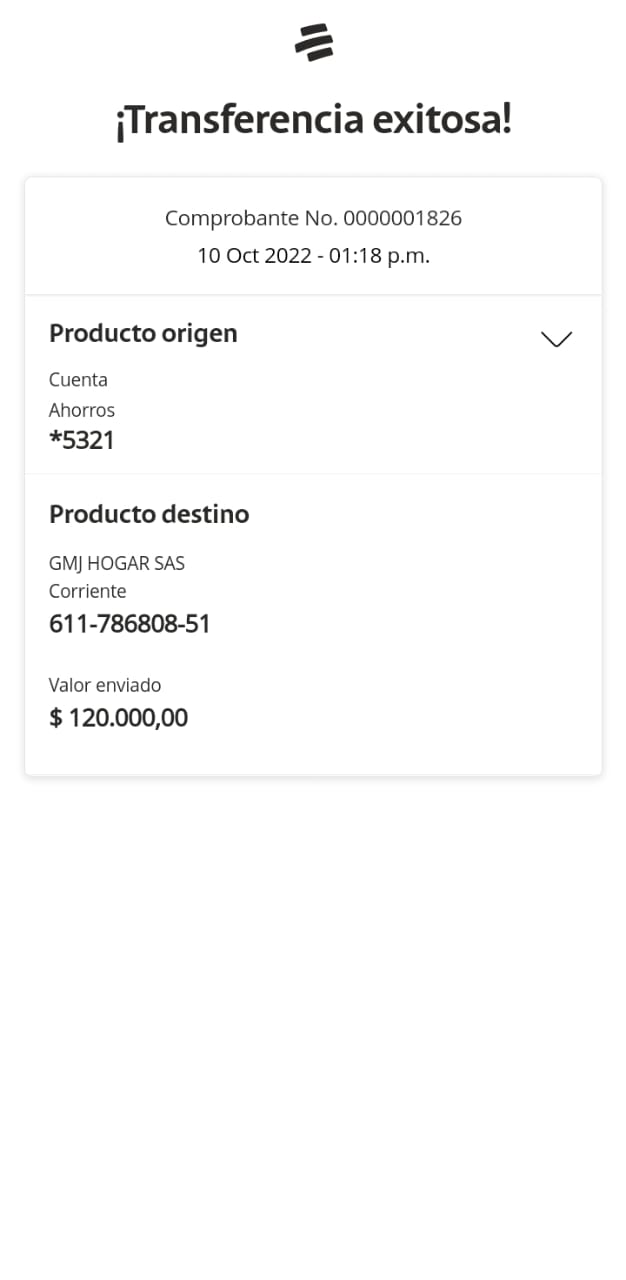 ¡Transferencia exitosa!
Comprobante No. 0000001826
10 Oct 2022 - 01:18 p.m.
Producto origen
Cuenta
Ahorros
*5321
Producto destino
GMJ HOGAR SAS
Corriente
611-786808-51
Valor enviado
$ 120.000,00